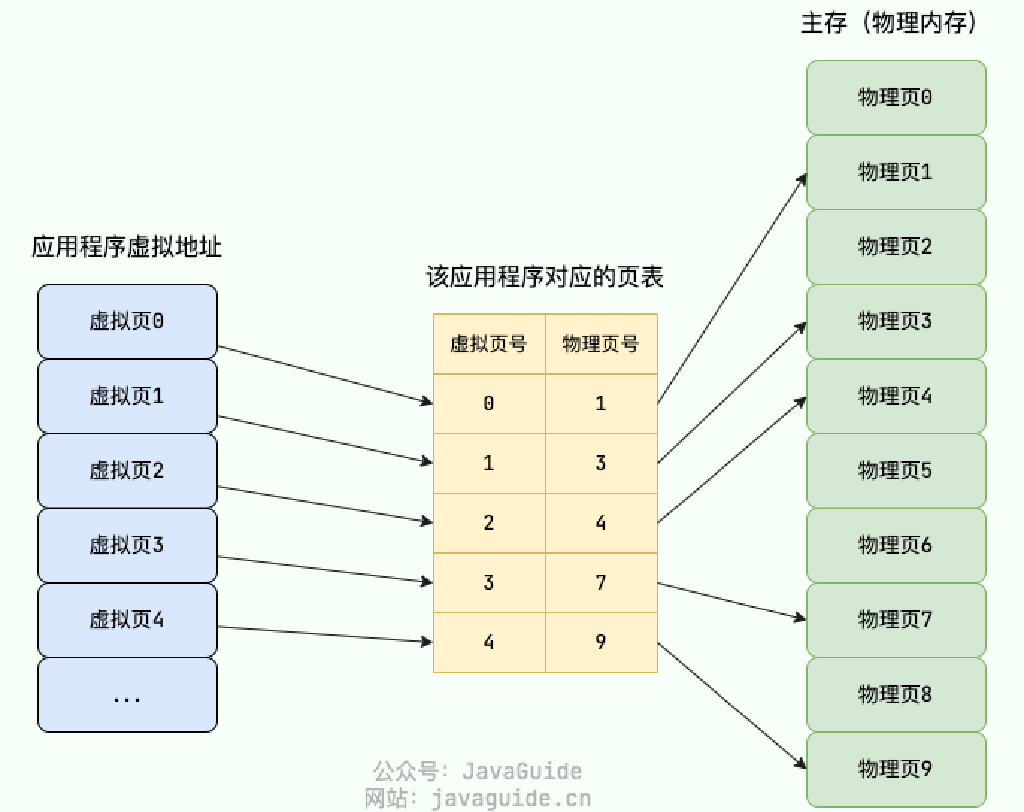 主存（物理内存）
物理页0
物理页1
物理页2
物理页3
物理页4
物理页5
物理页6
物理页7
物理页8
物理页9
应用程序虚拟地址
虚拟页0
虚拟页1
虚拟页2
虚拟页3
虚拟页4
...
该应用程序对应的页表
虚拟页号 物理页号
0 1
1 3
2 4
3 7
4 9
公众号：JavaGuide
网站：javaguide.cn